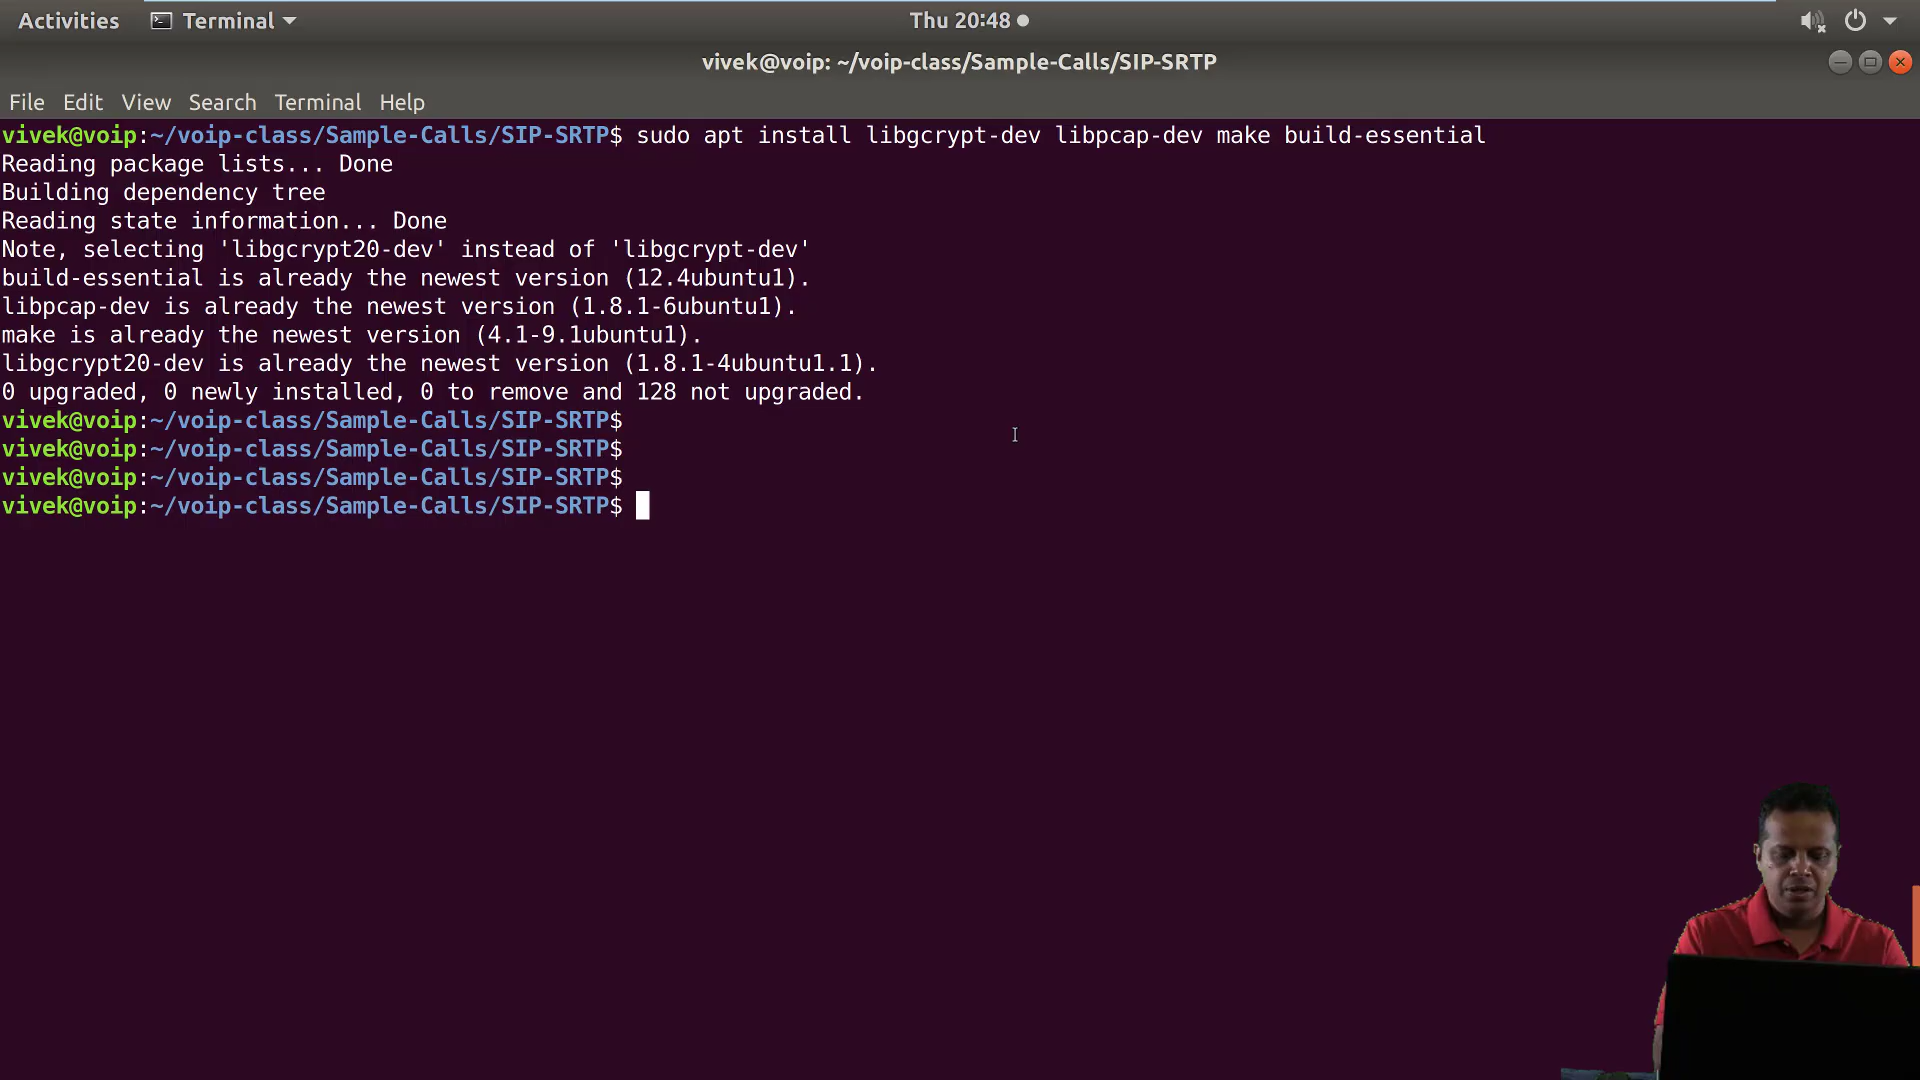 Activities Terminal Thu 20:48
vivek@voip: ~/voip-class/Sample-Calls/SIP-SRTP
File Edit View Search Terminal Help
vivek@voip:~/voip-class/Sample-Calls/SIP-SRTP$ sudo apt install libgcrypt-dev libpcap-dev make build-essential
Reading package lists... Done
Building dependency tree
Reading state information... Done
Note, selecting 'libgcrypt20-dev' instead of 'libgcrypt-dev'
build-essential is already the newest version (12.4ubuntu1).
libpcap-dev is already the newest version (1.8.1-6ubuntu1).
make is already the newest version (4.1-9.1ubuntu1).
libgcrypt20-dev is already the newest version (1.8.1-4ubuntu1.1).
0 upgraded, 0 newly installed, 0 to remove and 128 not upgraded.
vivek@voip:~/voip-class/Sample-Calls/SIP-SRTP$
vivek@voip:~/voip-class/Sample-Calls/SIP-SRTP$
vivek@voip:~/voip-class/Sample-Calls/SIP-SRTP$
vivek@voip:~/voip-class/Sample-Calls/SIP-SRTP$